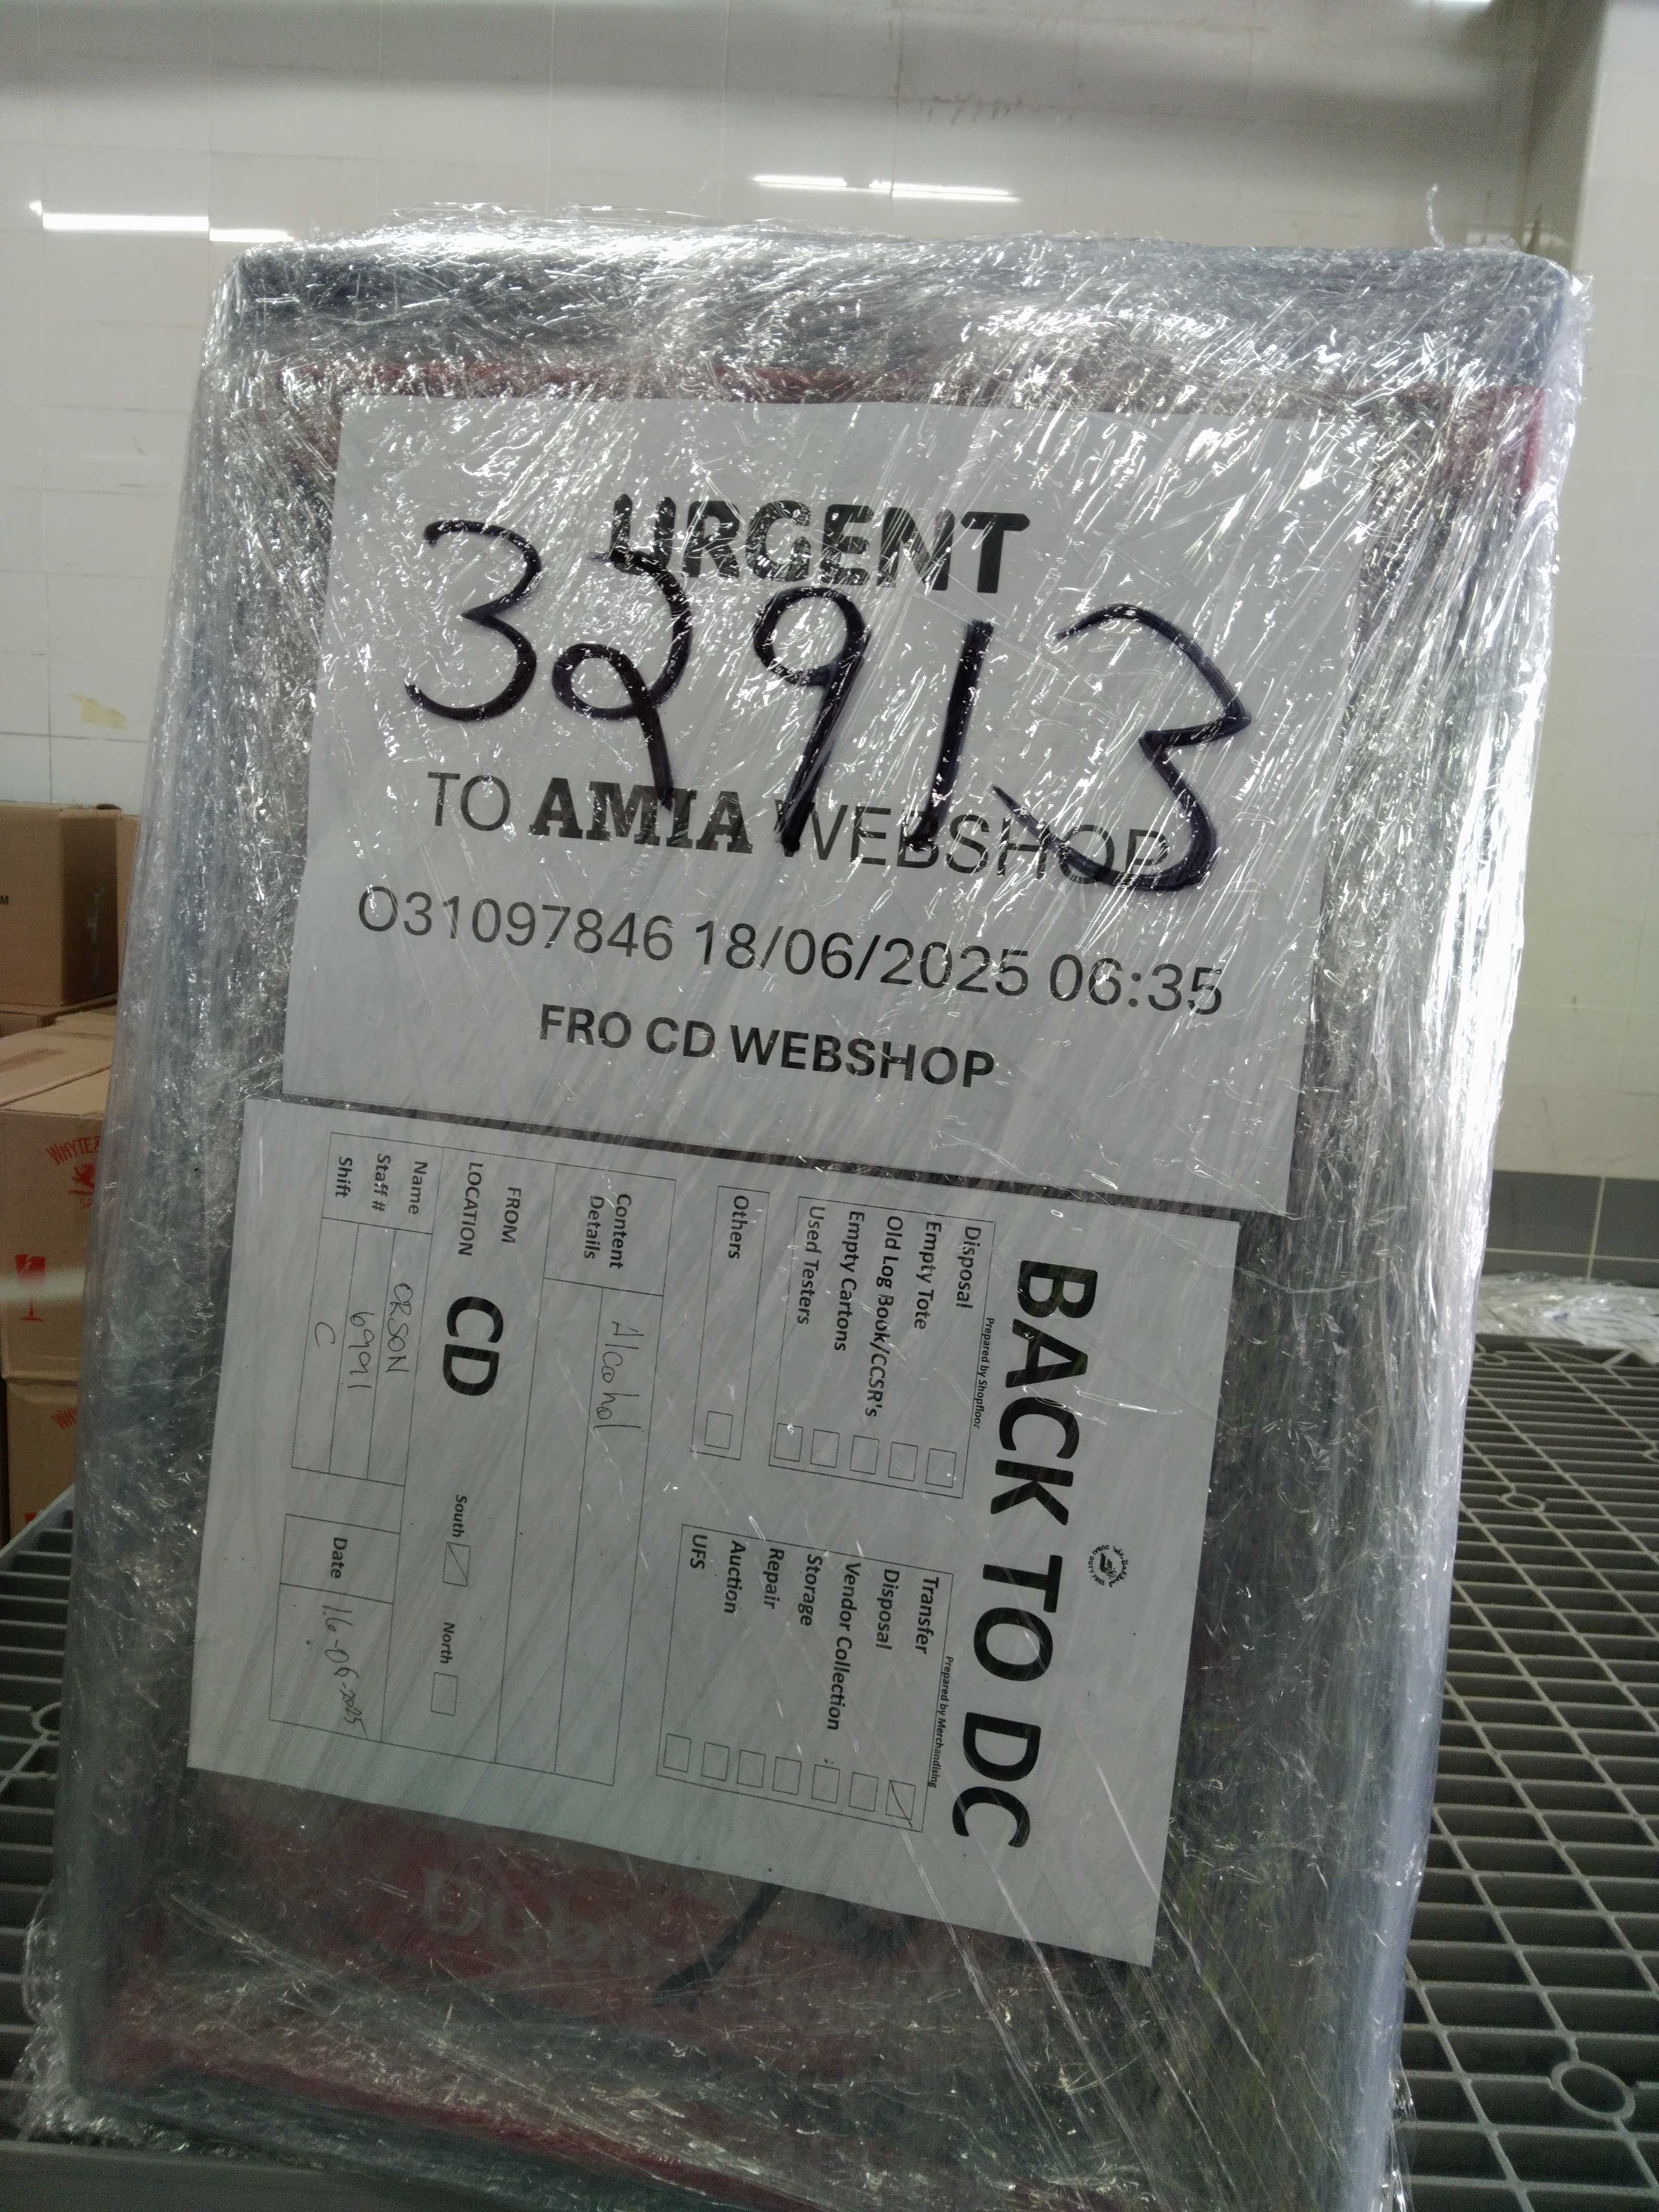 URGENT
32913
TO AMIA WEBSHOP
O31097846 18/06/2025 06:35
FRO CD WEBSHOP
BACK TO DC
Prepared by Shopfloor
Disposal
Empty Tote
Old Log Book/CCSR's
Empty Cartons
Used Testers
Others
Prepared by Merchandising
Transfer
Disposal
Vendor Collection
Storage
Repair
Auction
UFS
Content Details Alcohol
FROM
LOCATION CD South North
Name ORSON
Staff # 69991
Shift C
Date 16-06-2025